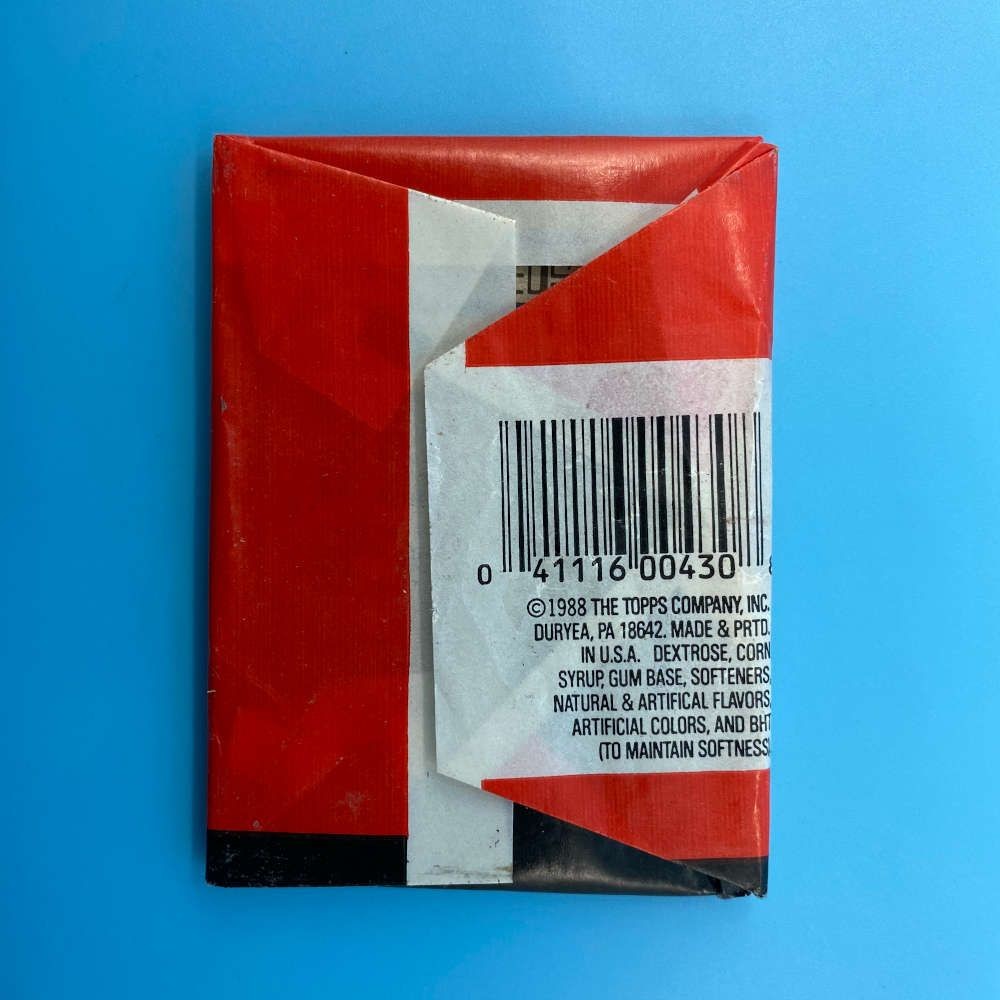 0 41116 00430
©1988 THE TOPPS COMPANY, INC.
DURYEA, PA 18642. MADE & PRTD.
IN U.S.A. DEXTROSE, CORN
SYRUP, GUM BASE, SOFTENERS,
NATURAL & ARTIFICAL FLAVORS,
ARTIFICIAL COLORS, AND BHT
(TO MAINTAIN SOFTNESS).